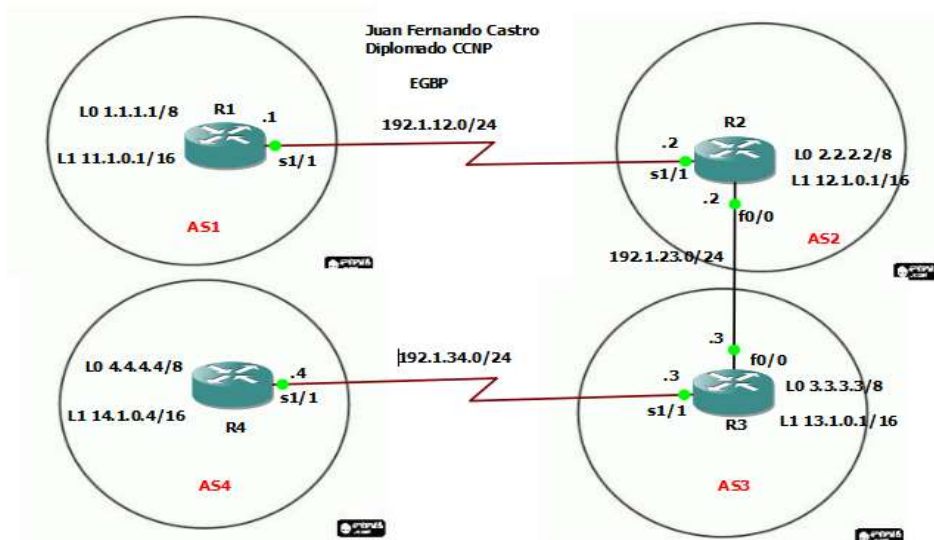 Juan Fernando Castro
Diplomado CCNP
EGBP
L0 1.1.1.1/8
R1
.1
192.1.12.0/24
L1 11.1.0.1/16
s1/1
AS1
R2
.2
s1/1
L0 2.2.2.2/8
L1 12.1.0.1/16
.2
f0/0
AS2
192.1.23.0/24
L0 4.4.4.4/8
.4
192.1.34.0/24
s1/1
L1 14.1.0.4/16
R4
AS4
.3
f0/0
.3
L0 3.3.3.3/8
s1/1
L1 13.1.0.1/16
R3
AS3